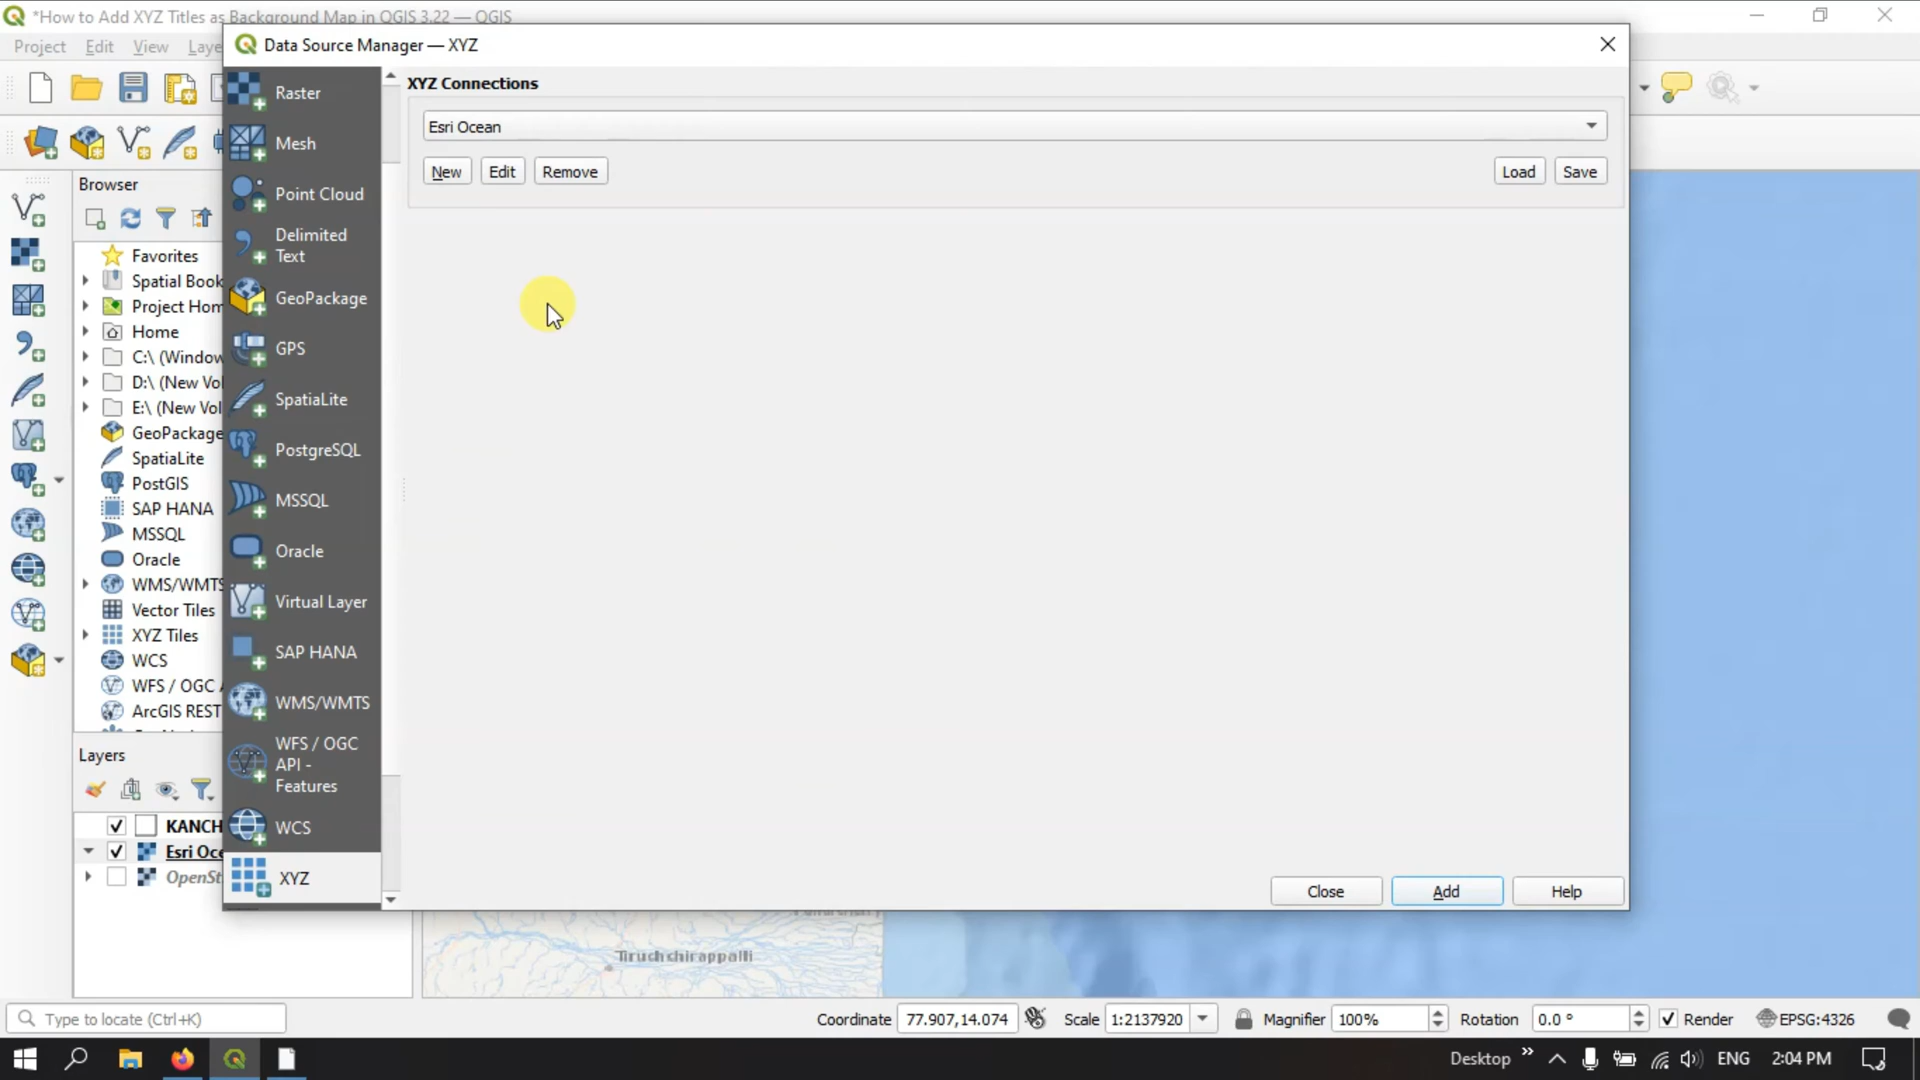 *How to Add XYZ Titles as Background Map in QGIS 3.22 — QGIS
Data Source Manager — XYZ
Project Edit View Laye
Raster
Mesh
Point Cloud
Delimited
Text
GeoPackage
GPS
SpatiaLite
PostgreSQL
MSSQL
Oracle
Virtual Layer
SAP HANA
WMS/WMTS
WFS / OGC
API -
Features
WCS
XYZ
XYZ Connections
Esri Ocean
New Edit Remove Load Save
Close Add Help
Browser
Favorites
Spatial Book
Project Hom
Home
C:\ (Window
D:\ (New Vol
E:\ (New Vol
GeoPackage
SpatiaLite
PostGIS
SAP HANA
MSSQL
Oracle
WMS/WMTS
Vector Tiles
XYZ Tiles
WCS
WFS / OGC
ArcGIS REST
Layers
KANCH
Esri Oce
OpenSt
Tiruchchirappalli
Type to locate (Ctrl+K) Coordinate 77.907,14.074 Scale 1:2137920 Magnifier 100% Rotation 0.0 ° Render EPSG:4326
Desktop » ENG 2:04 PM